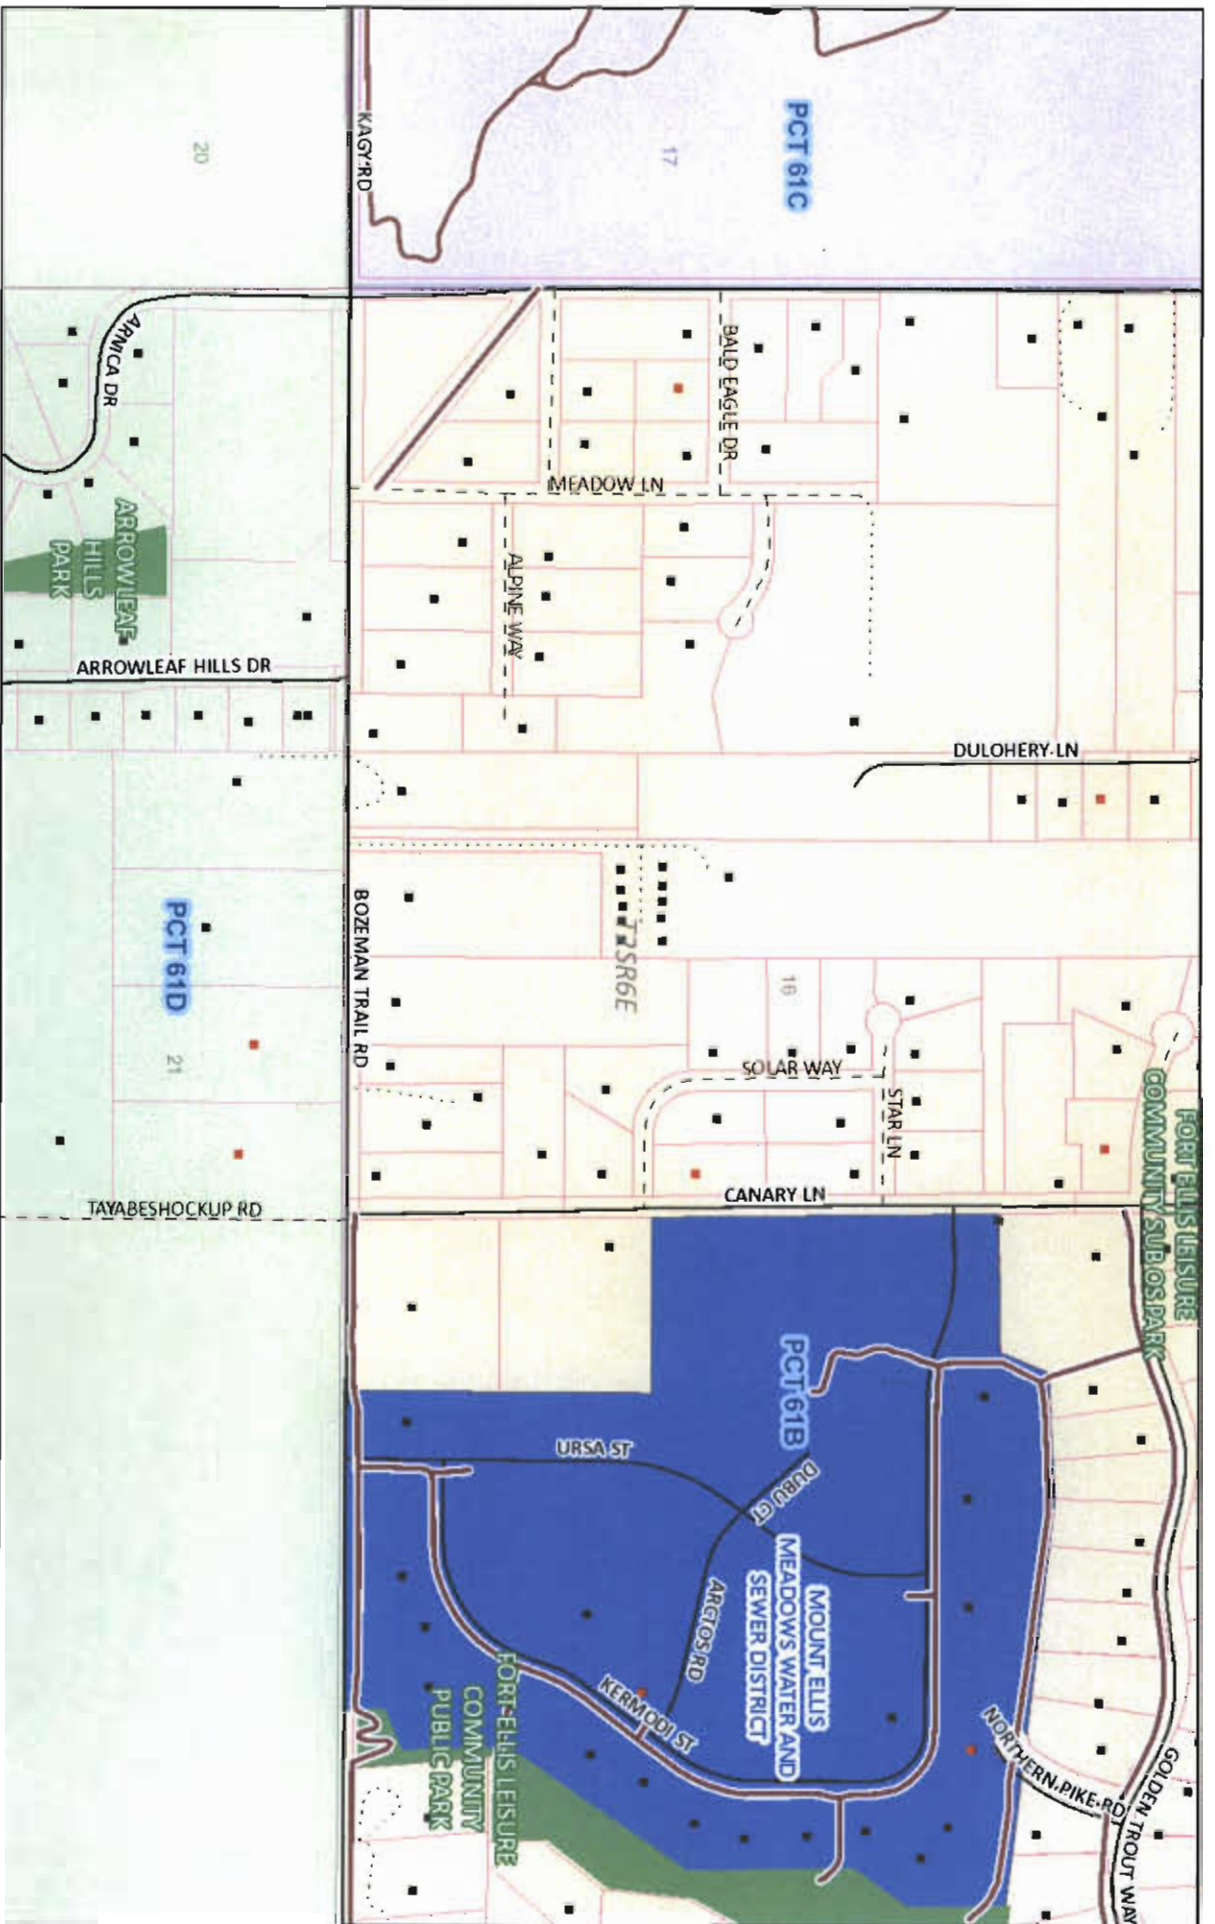 PCT 61C
17
20
KAGY RD
ARNICA DR
BALD EAGLE DR
MEADOW LN
ALPINE WAY
ARROWLEAF
HILLS
PARK
ARROWLEAF HILLS DR
DULOHERY LN
BOZEMAN TRAIL RD
T2SR6E
16
PCT 61D
21
SOLAR WAY
STAR LN
CANARY LN
TAYABESHOCKUP RD
FORT ELLIS LEISURE
COMMUNITY SUB OS PARK
PCT 61B
URSA ST
DUBU CT
ARCTOS RD
MOUNT ELLIS
MEADOWS WATER AND
SEWER DISTRICT
KERMODI ST
FORT ELLIS LEISURE
COMMUNITY
PUBLIC PARK
NORTHERN PIKE RD
GOLDEN TROUT WAY